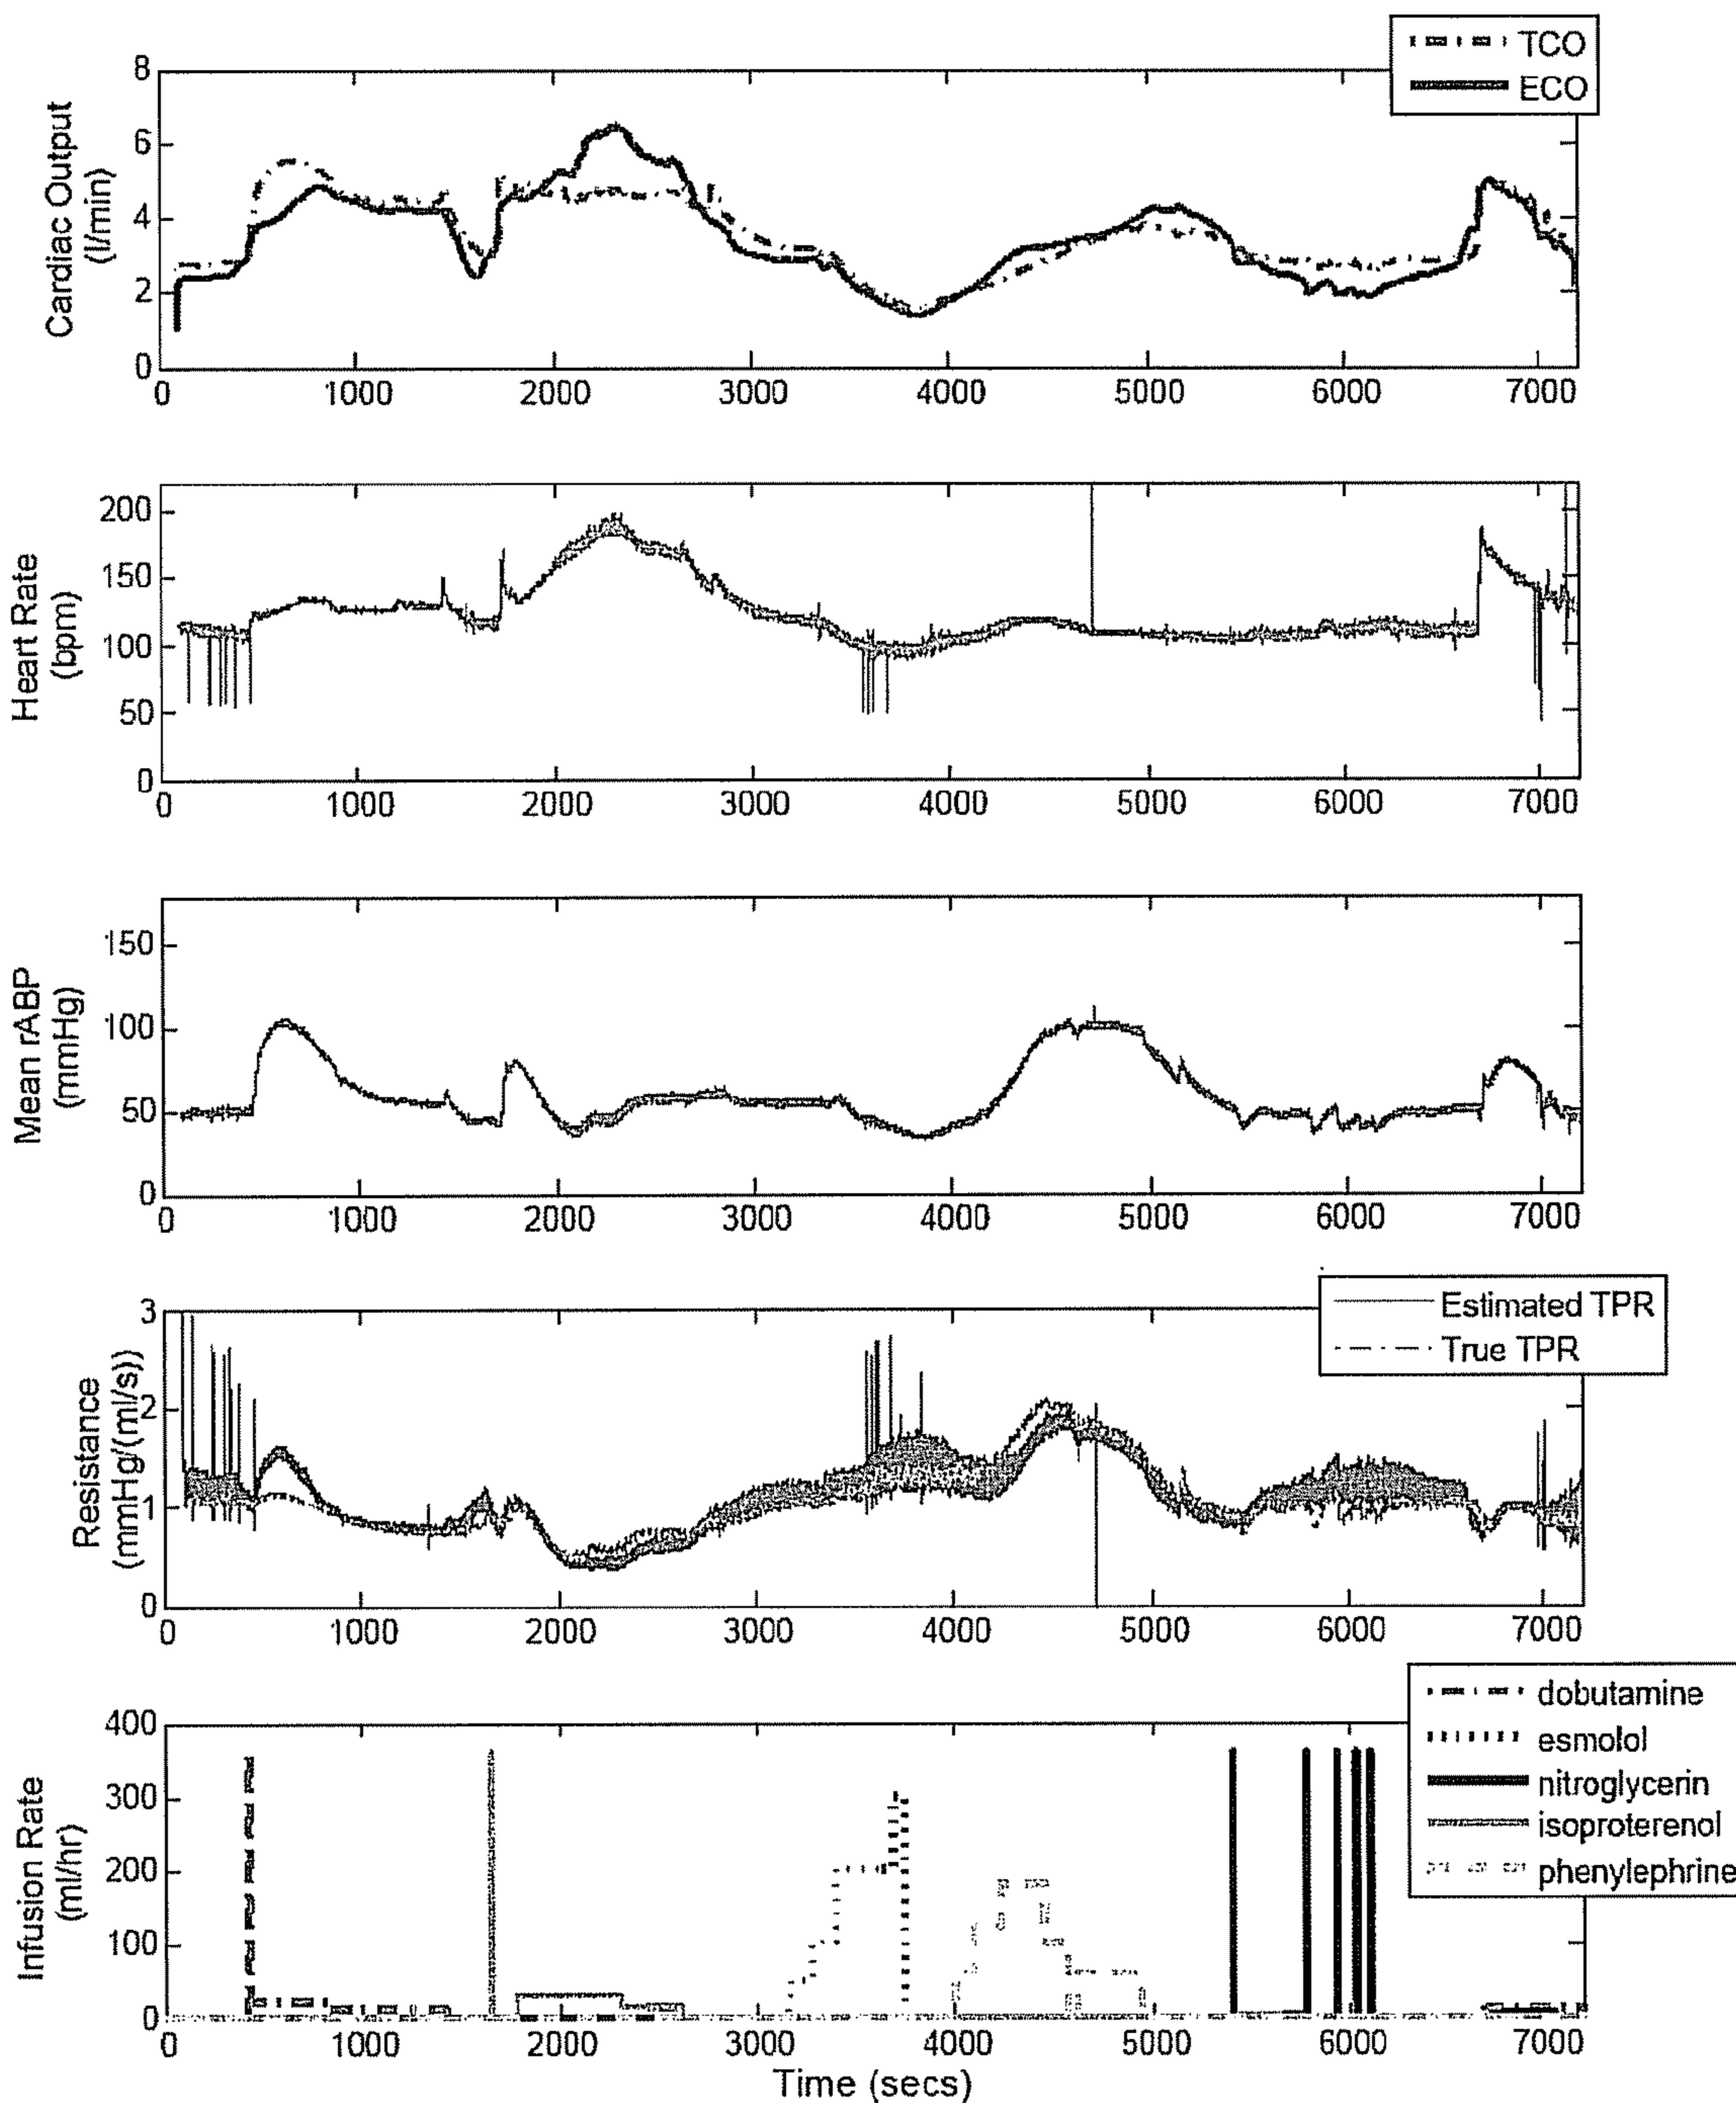 TCO
ECO
8
6
4
2
0
Cardiac Output
(l/min)
0 1000 2000 3000 4000 5000 6000 7000
200
150
100
50
0
Heart Rate
(bpm)
0 1000 2000 3000 4000 5000 6000 7000
150
100
50
0
Mean rABP
(mmHg)
0 1000 2000 3000 4000 5000 6000 7000
Estimated TPR
True TPR
3
2
1
0
Resistance
(mmHg/(ml/s))
0 1000 2000 3000 4000 5000 6000 7000
dobutamine
esmolol
nitroglycerin
isoproterenol
phenylephrine
400
300
200
100
0
Infusion Rate
(ml/hr)
0 1000 2000 3000 4000 5000 6000 7000
Time (secs)